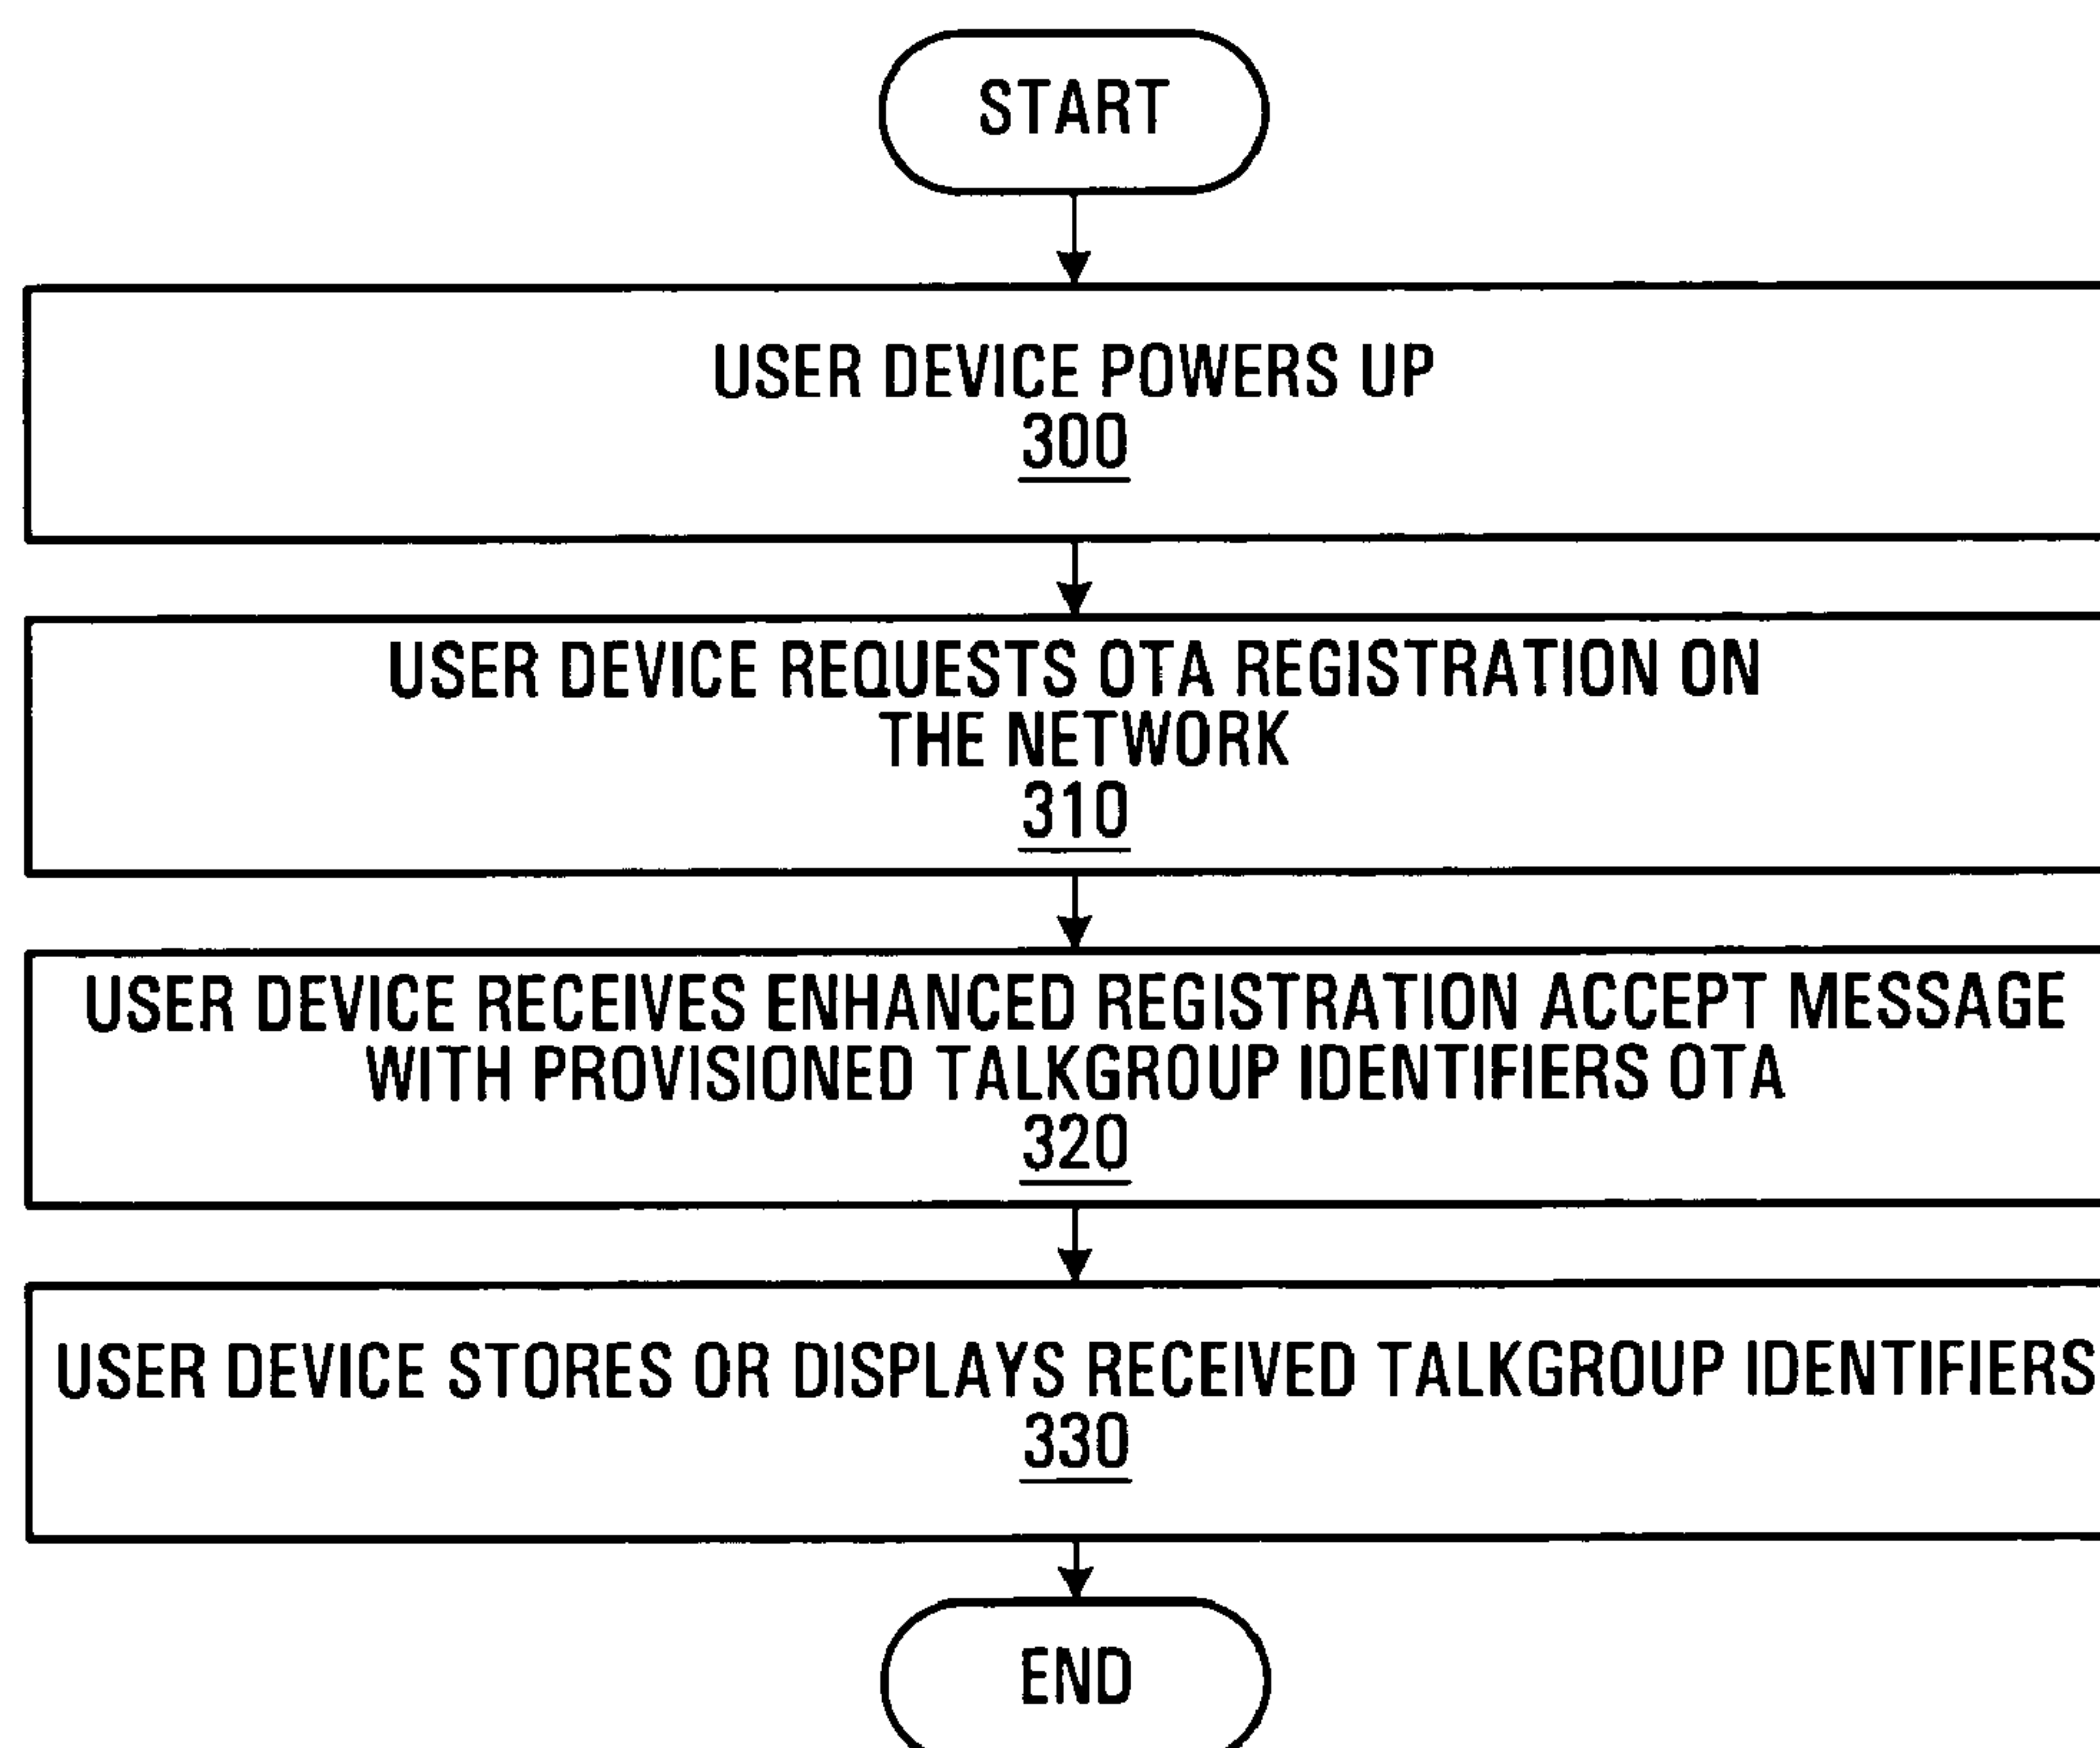 START
USER DEVICE POWERS UP
300
USER DEVICE REQUESTS OTA REGISTRATION ON
THE NETWORK
310
USER DEVICE RECEIVES ENHANCED REGISTRATION ACCEPT MESSAGE
WITH PROVISIONED TALKGROUP IDENTIFIERS OTA
320
USER DEVICE STORES OR DISPLAYS RECEIVED TALKGROUP IDENTIFIERS
330
END